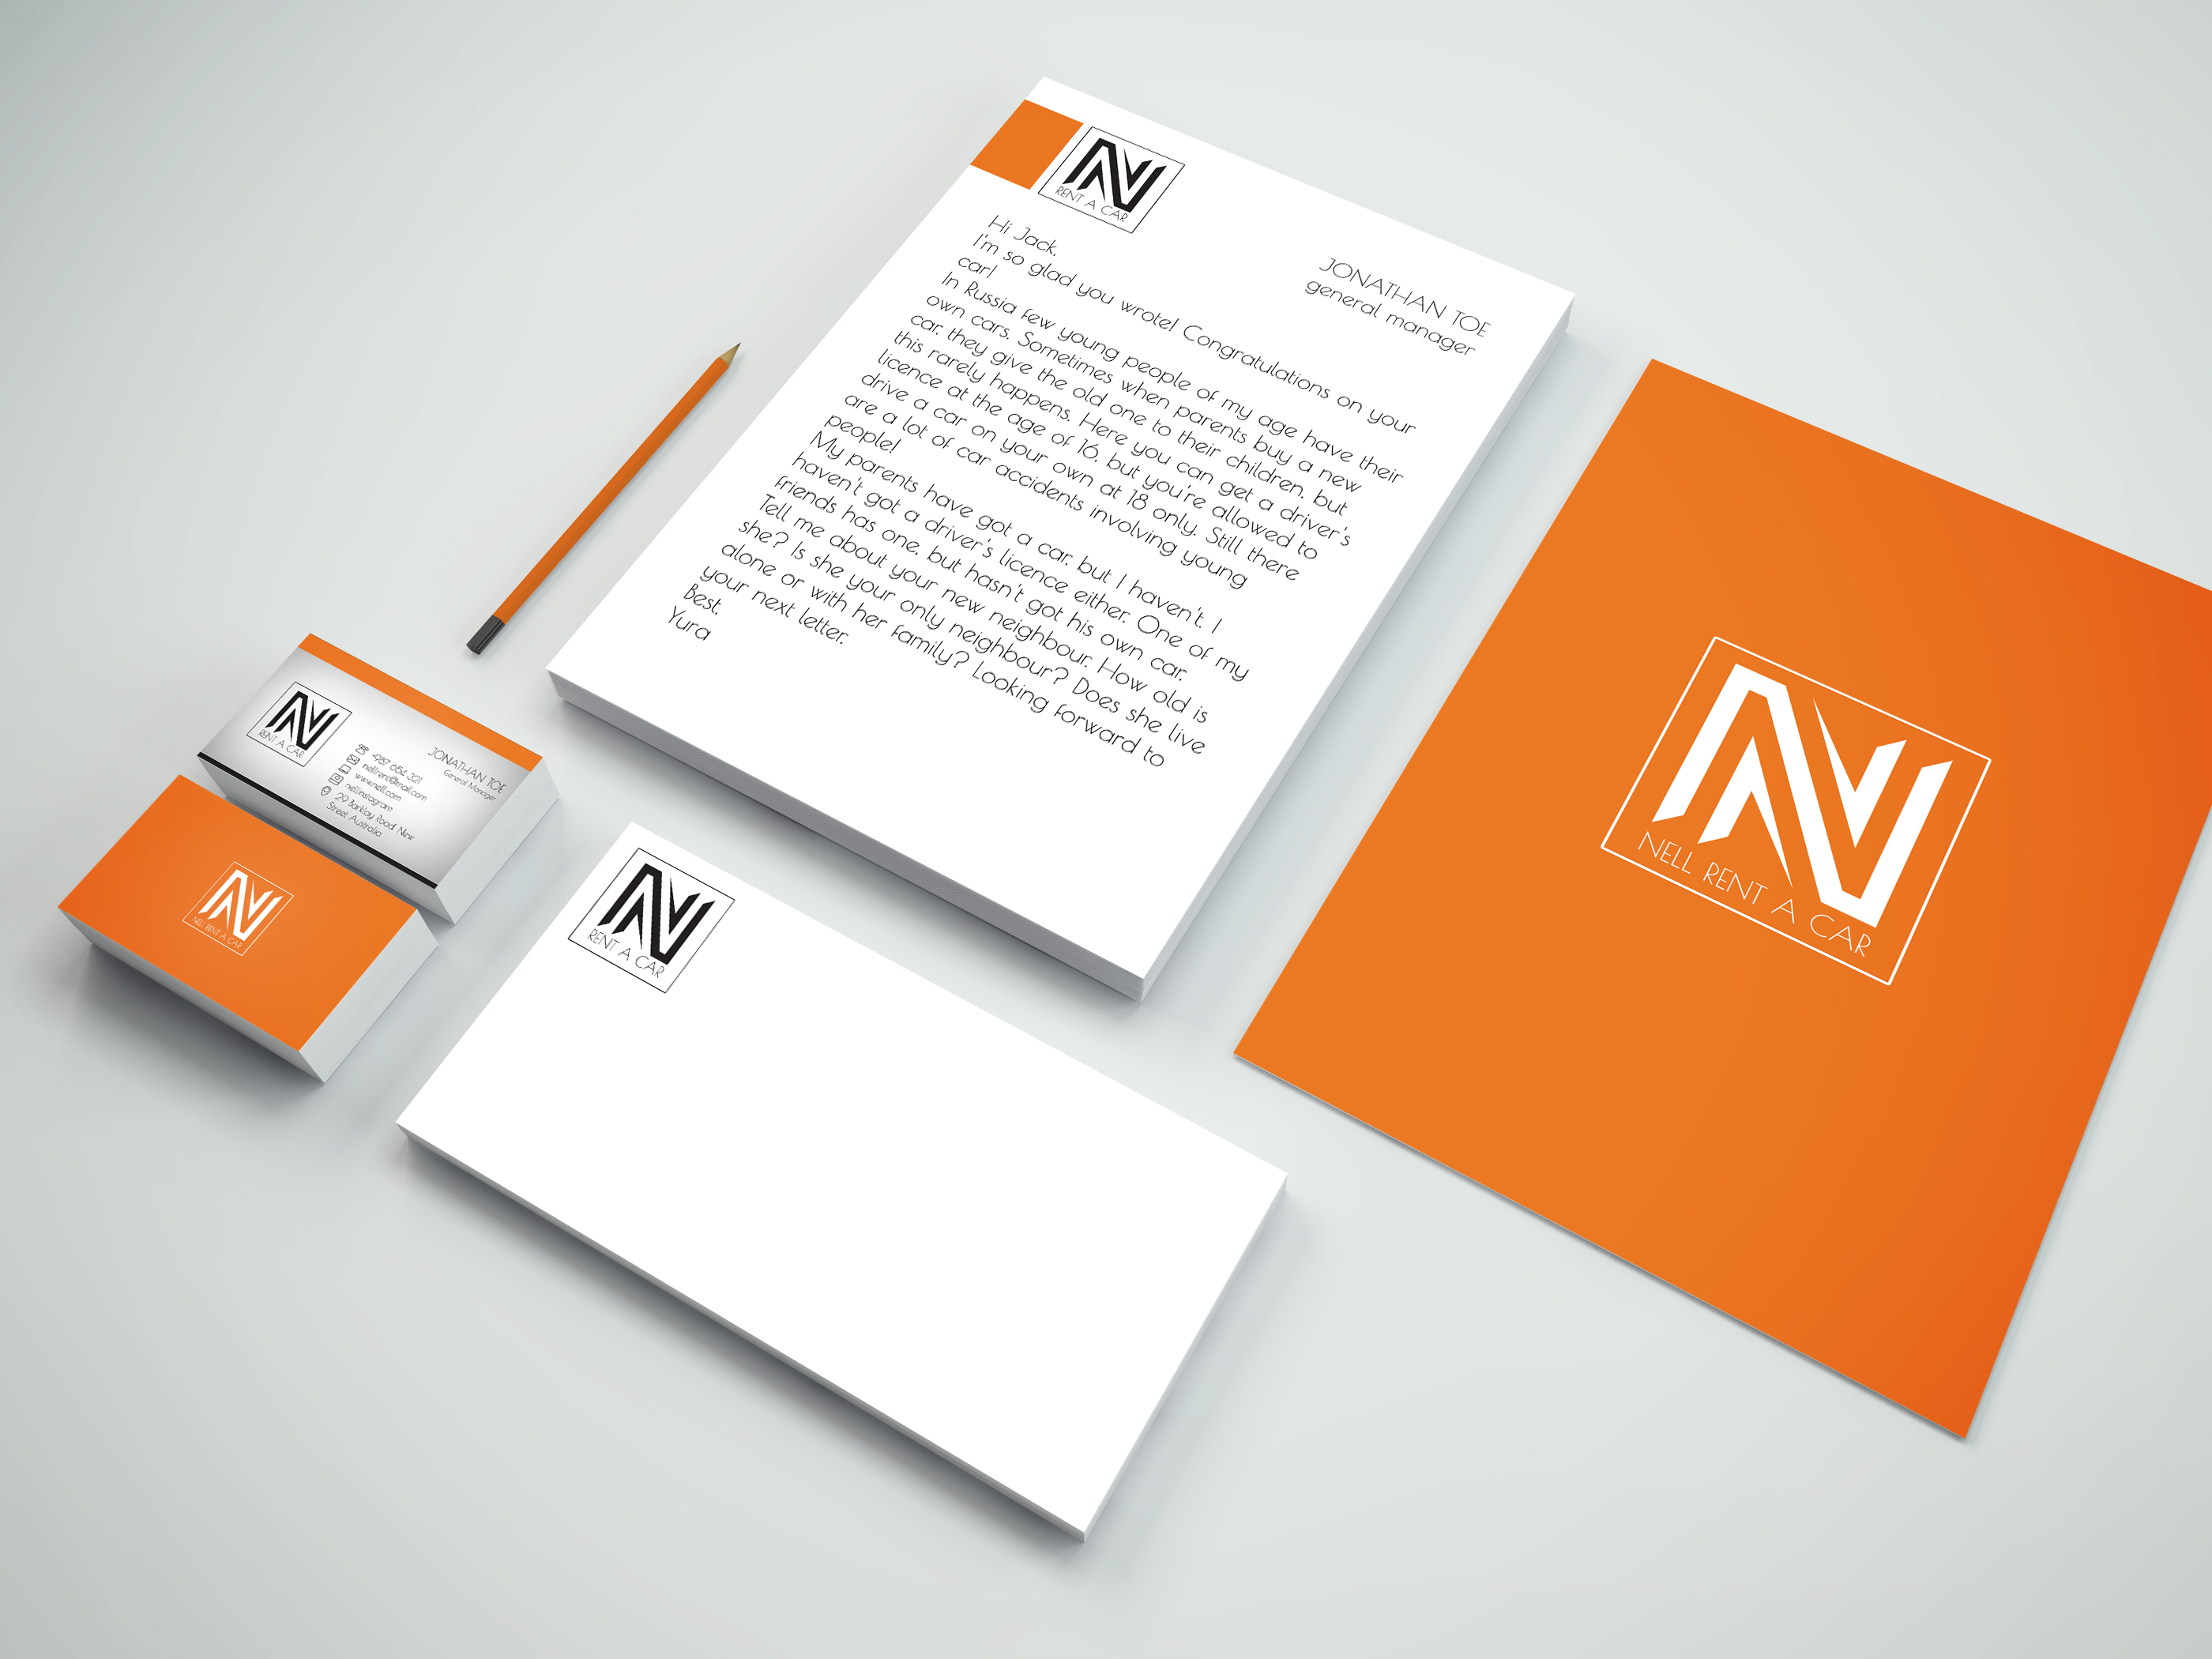 RENT A CAR
JONATHAN TOE
general manager
Hi Jack,
I'm so glad you wrote! Congratulations on your
car!
In Russia few young people of my age have their
own cars. Sometimes when parents buy a new
car, they give the old one to their children, but
this rarely happens. Here you can get a driver's
licence at the age of 16, but you're allowed to
drive a car on your own at 18 only. Still there
are a lot of car accidents involving young
people!
My parents have got a car, but I haven't. I
haven't got a driver's licence either. One of my
friends has one, but hasn't got his own car.
Tell me about your new neighbour. How old is
she? Is she your only neighbour? Does she live
alone or with her family? Looking forward to
your next letter.
Best,
Yura
RENT A CAR
JONATHAN TOE
General Manager
+987 654 321
nellrent@mail.com
www.nell.com
nellinstagram
29 Barklay Road, New
Street Australia
NELL RENT A CAR
RENT A CAR
NELL RENT A CAR